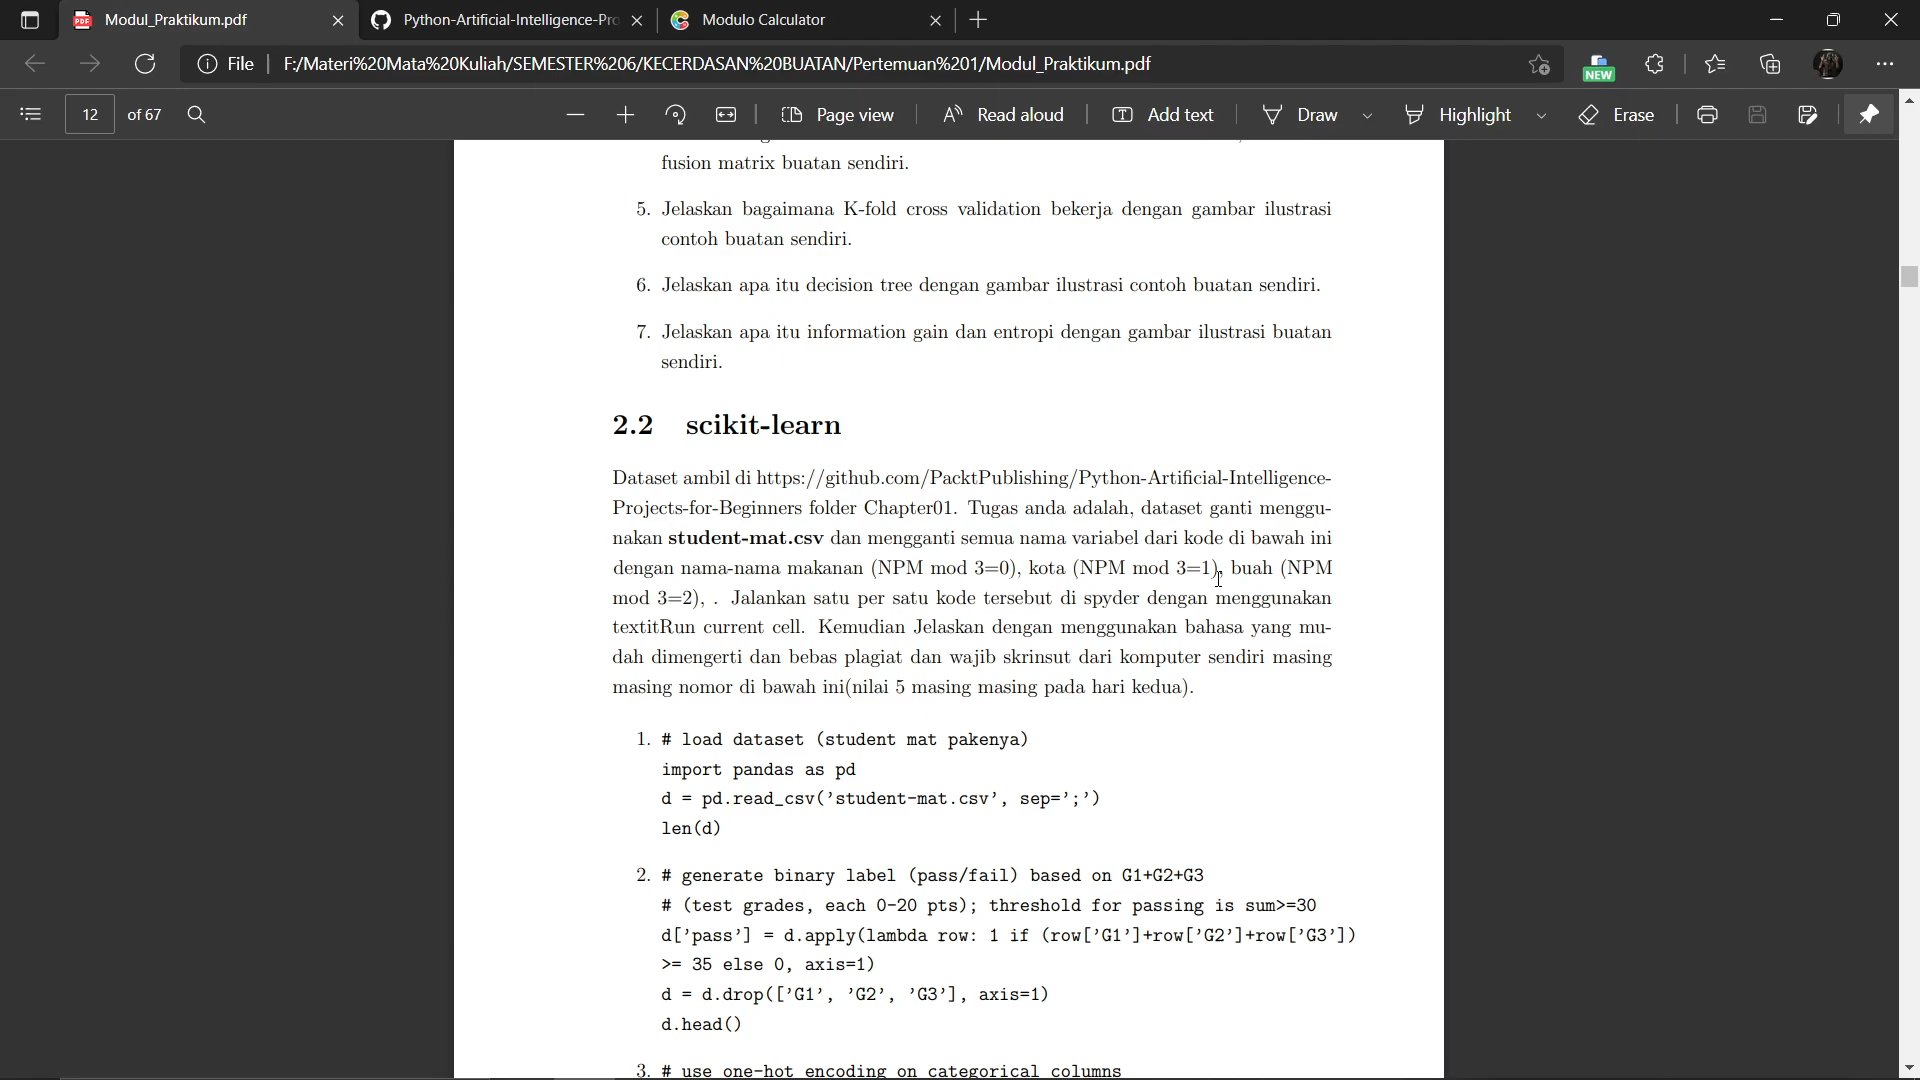 Modul_Praktikum.pdf
Python-Artificial-Intelligence-Pro
Modulo Calculator
File
F:/Materi%20Mata%20Kuliah/SEMESTER%206/KECERDASAN%20BUATAN/Pertemuan%201/Modul_Praktikum.pdf
NEW
12 of 67
Page view
Read aloud
Add text
Draw
Highlight
Erase
fusion matrix buatan sendiri.
5. Jelaskan bagaimana K-fold cross validation bekerja dengan gambar ilustrasi
contoh buatan sendiri.
6. Jelaskan apa itu decision tree dengan gambar ilustrasi contoh buatan sendiri.
7. Jelaskan apa itu information gain dan entropi dengan gambar ilustrasi buatan
sendiri.
2.2 scikit-learn
Dataset ambil di https://github.com/PacktPublishing/Python-Artificial-Intelligence-
Projects-for-Beginners folder Chapter01. Tugas anda adalah, dataset ganti menggu-
nakan student-mat.csv dan mengganti semua nama variabel dari kode di bawah ini
dengan nama-nama makanan (NPM mod 3=0), kota (NPM mod 3=1), buah (NPM
mod 3=2), . Jalankan satu per satu kode tersebut di spyder dengan menggunakan
textitRun current cell. Kemudian Jelaskan dengan menggunakan bahasa yang mu-
dah dimengerti dan bebas plagiat dan wajib skrinsut dari komputer sendiri masing
masing nomor di bawah ini(nilai 5 masing masing pada hari kedua).
1. # load dataset (student mat pakenya)
import pandas as pd
d = pd.read_csv('student-mat.csv', sep=';')
len(d)
2. # generate binary label (pass/fail) based on G1+G2+G3
# (test grades, each 0-20 pts); threshold for passing is sum>=30
d['pass'] = d.apply(lambda row: 1 if (row['G1']+row['G2']+row['G3'])
>= 35 else 0, axis=1)
d = d.drop(['G1', 'G2', 'G3'], axis=1)
d.head()
3. # use one-hot encoding on categorical columns